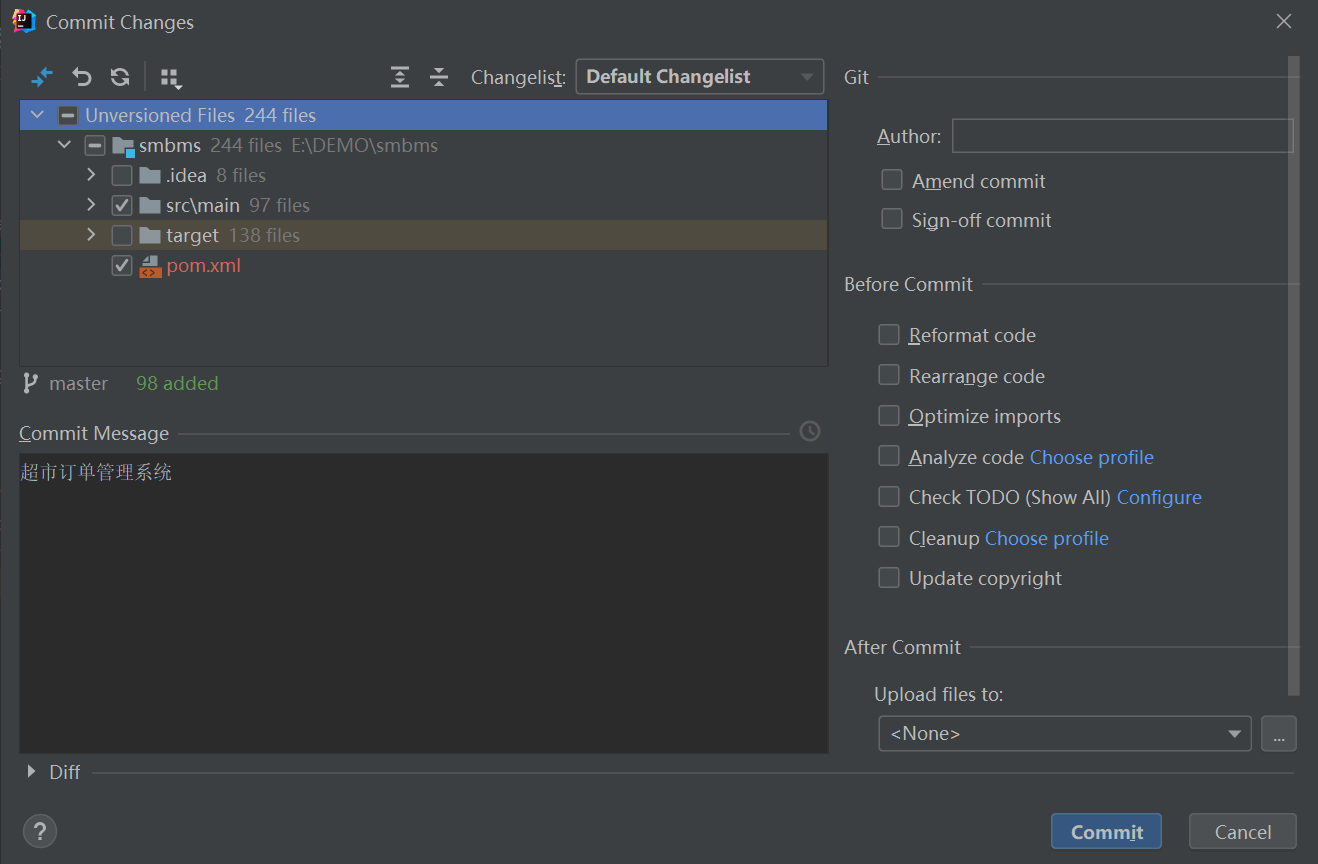 Commit Changes
Changelist: Default Changelist
Unversioned Files 244 files
smbms 244 files E:\DEMO\smbms
.idea 8 files
src\main 97 files
target 138 files
pom.xml
master 98 added
Commit Message
超市订单管理系统
Diff
Git
Author:
Amend commit
Sign-off commit
Before Commit
Reformat code
Rearrange code
Optimize imports
Analyze code Choose profile
Check TODO (Show All) Configure
Cleanup Choose profile
Update copyright
After Commit
Upload files to:
<None>
...
?
Commit
Cancel